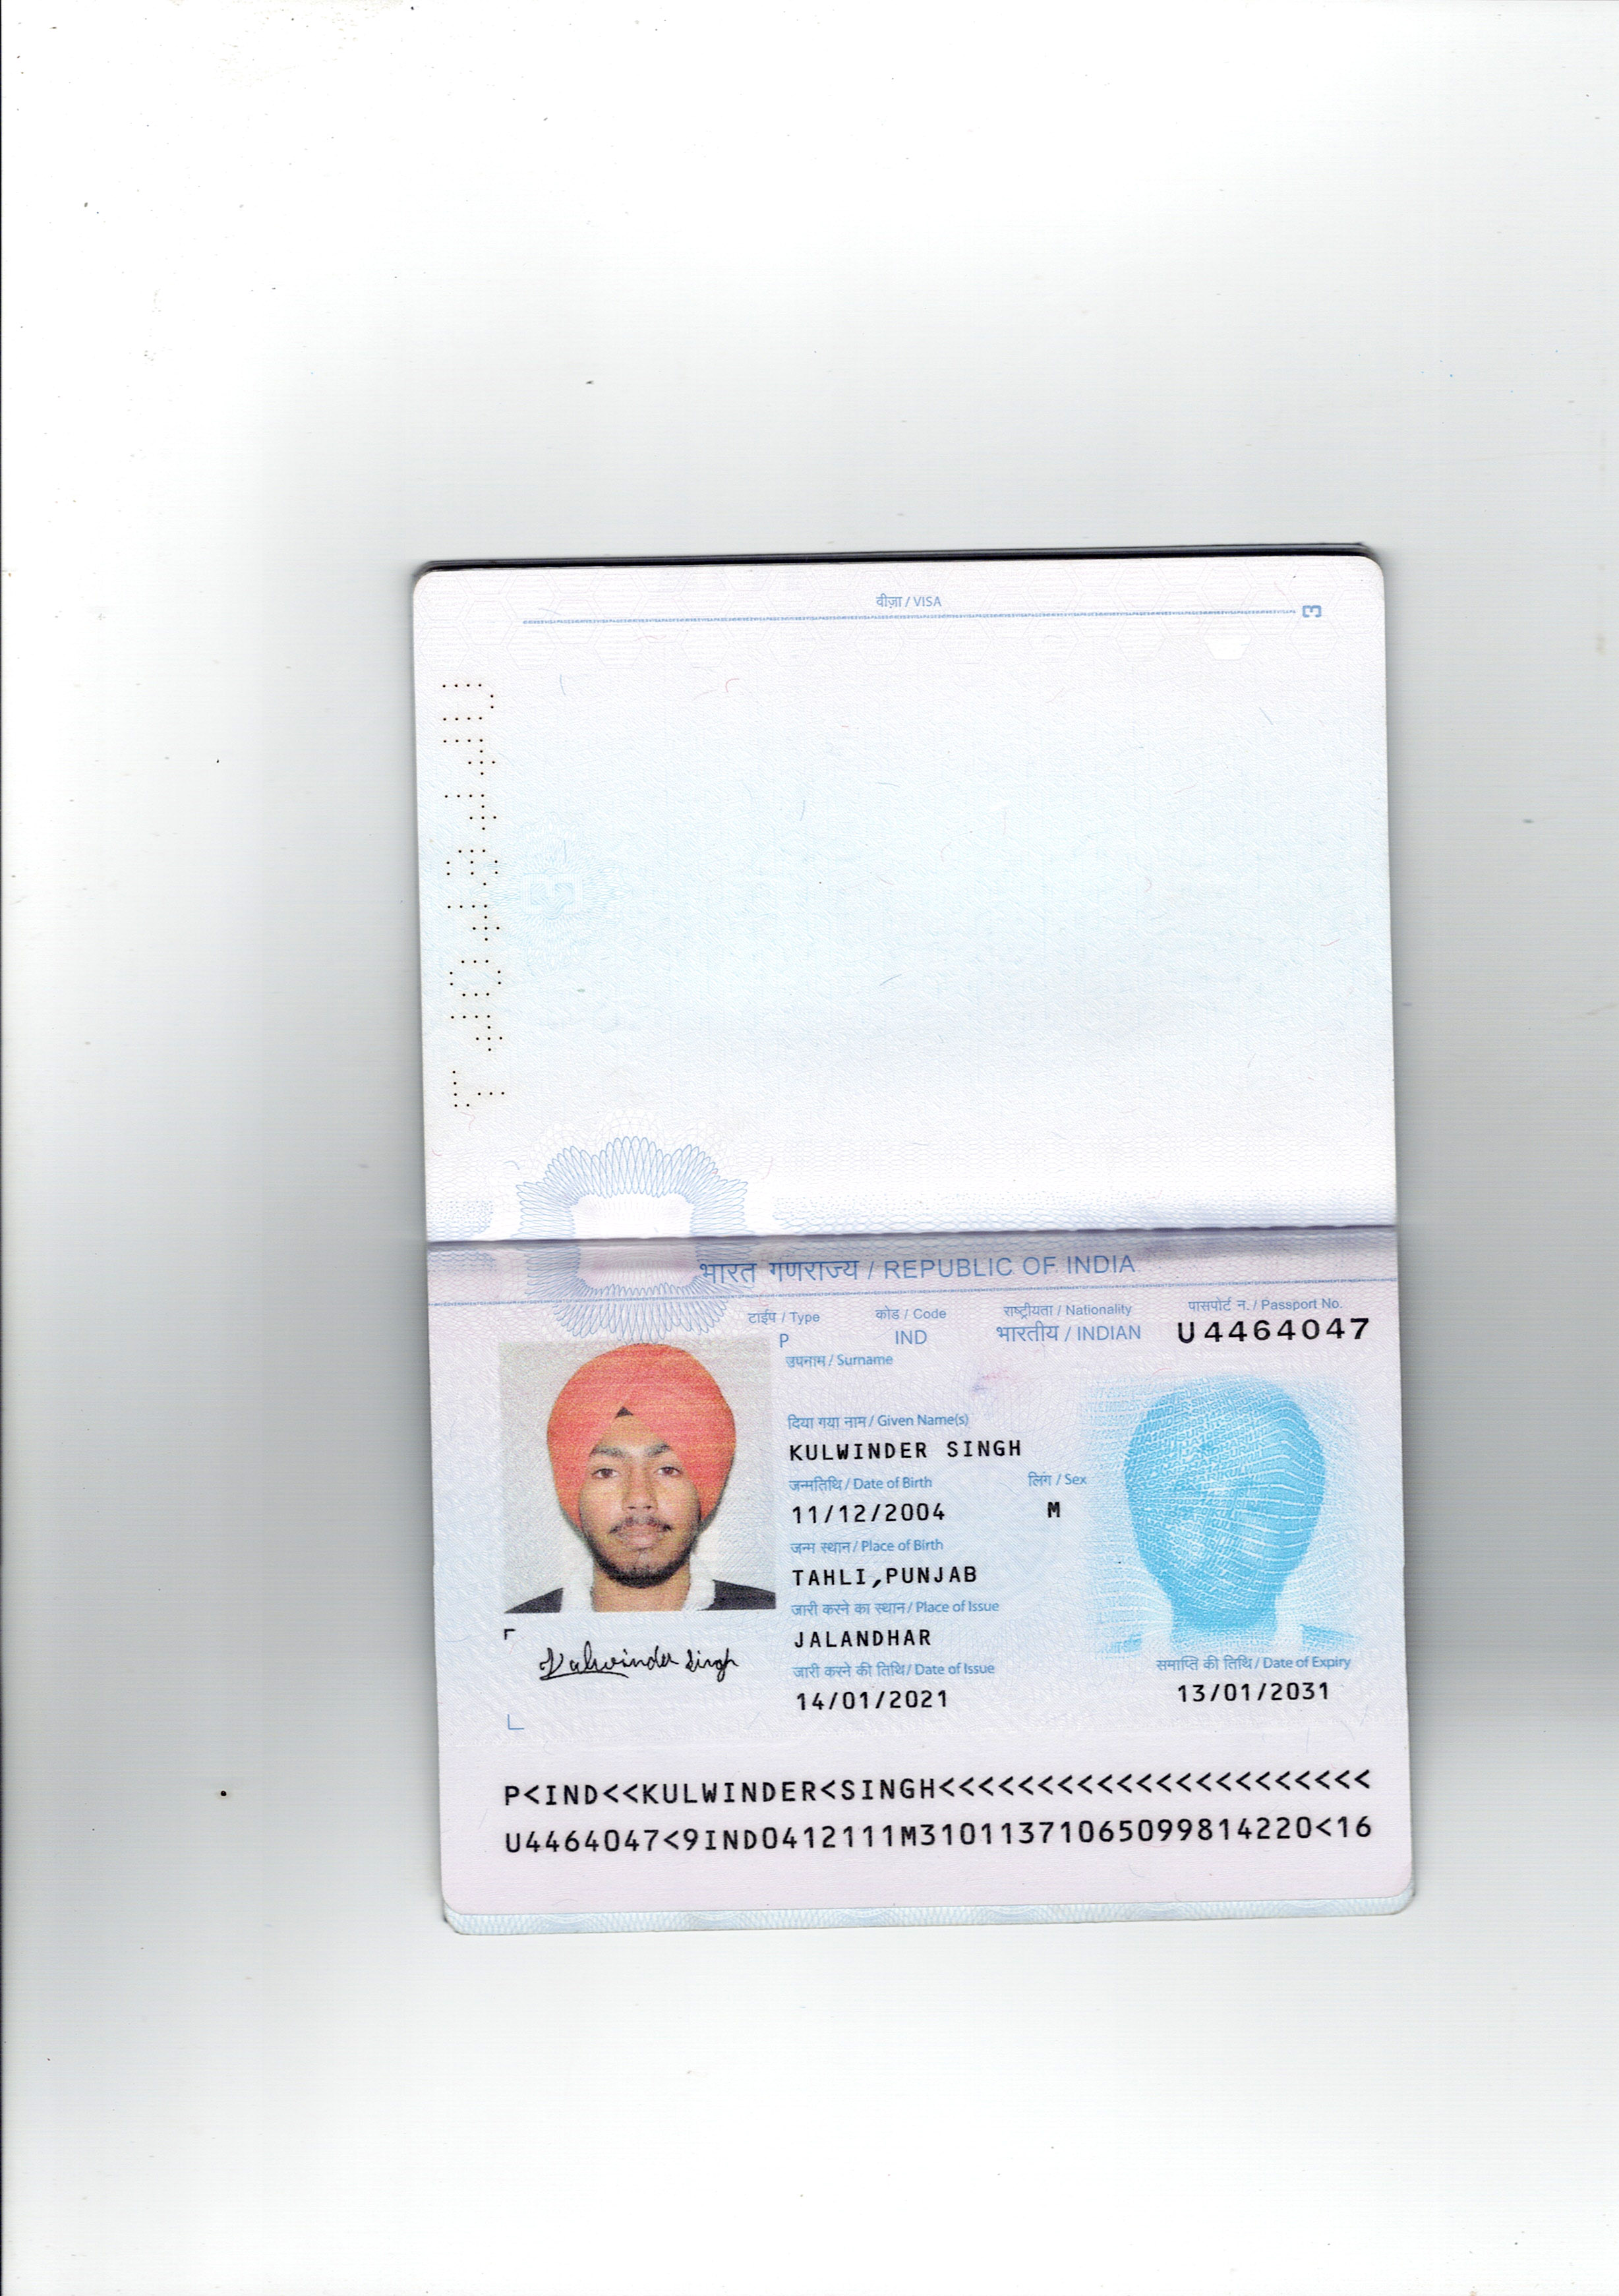 वीज़ा / VISA
3
U4464047
भारत गणराज्य / REPUBLIC OF INDIA
टाईप / Type
कोड / Code
राष्ट्रीयता / Nationality
पासपोर्ट न. / Passport No.
P
IND
भारतीय / INDIAN
U4464047
उपनाम / Surname
दिया गया नाम / Given Name(s)
KULWINDER SINGH
जन्मतिथि / Date of Birth
लिंग / Sex
11/12/2004
M
जन्म स्थान / Place of Birth
TAHLI,PUNJAB
जारी करने का स्थान / Place of Issue
JALANDHAR
Kulwinder Singh
जारी करने की तिथि / Date of Issue
समाप्ति की तिथि / Date of Expiry
14/01/2021
13/01/2031
P<IND<<KULWINDER<SINGH<<<<<<<<<<<<<<<<<<<<<<
U4464047<9IND0412111M31011371065099814220<16